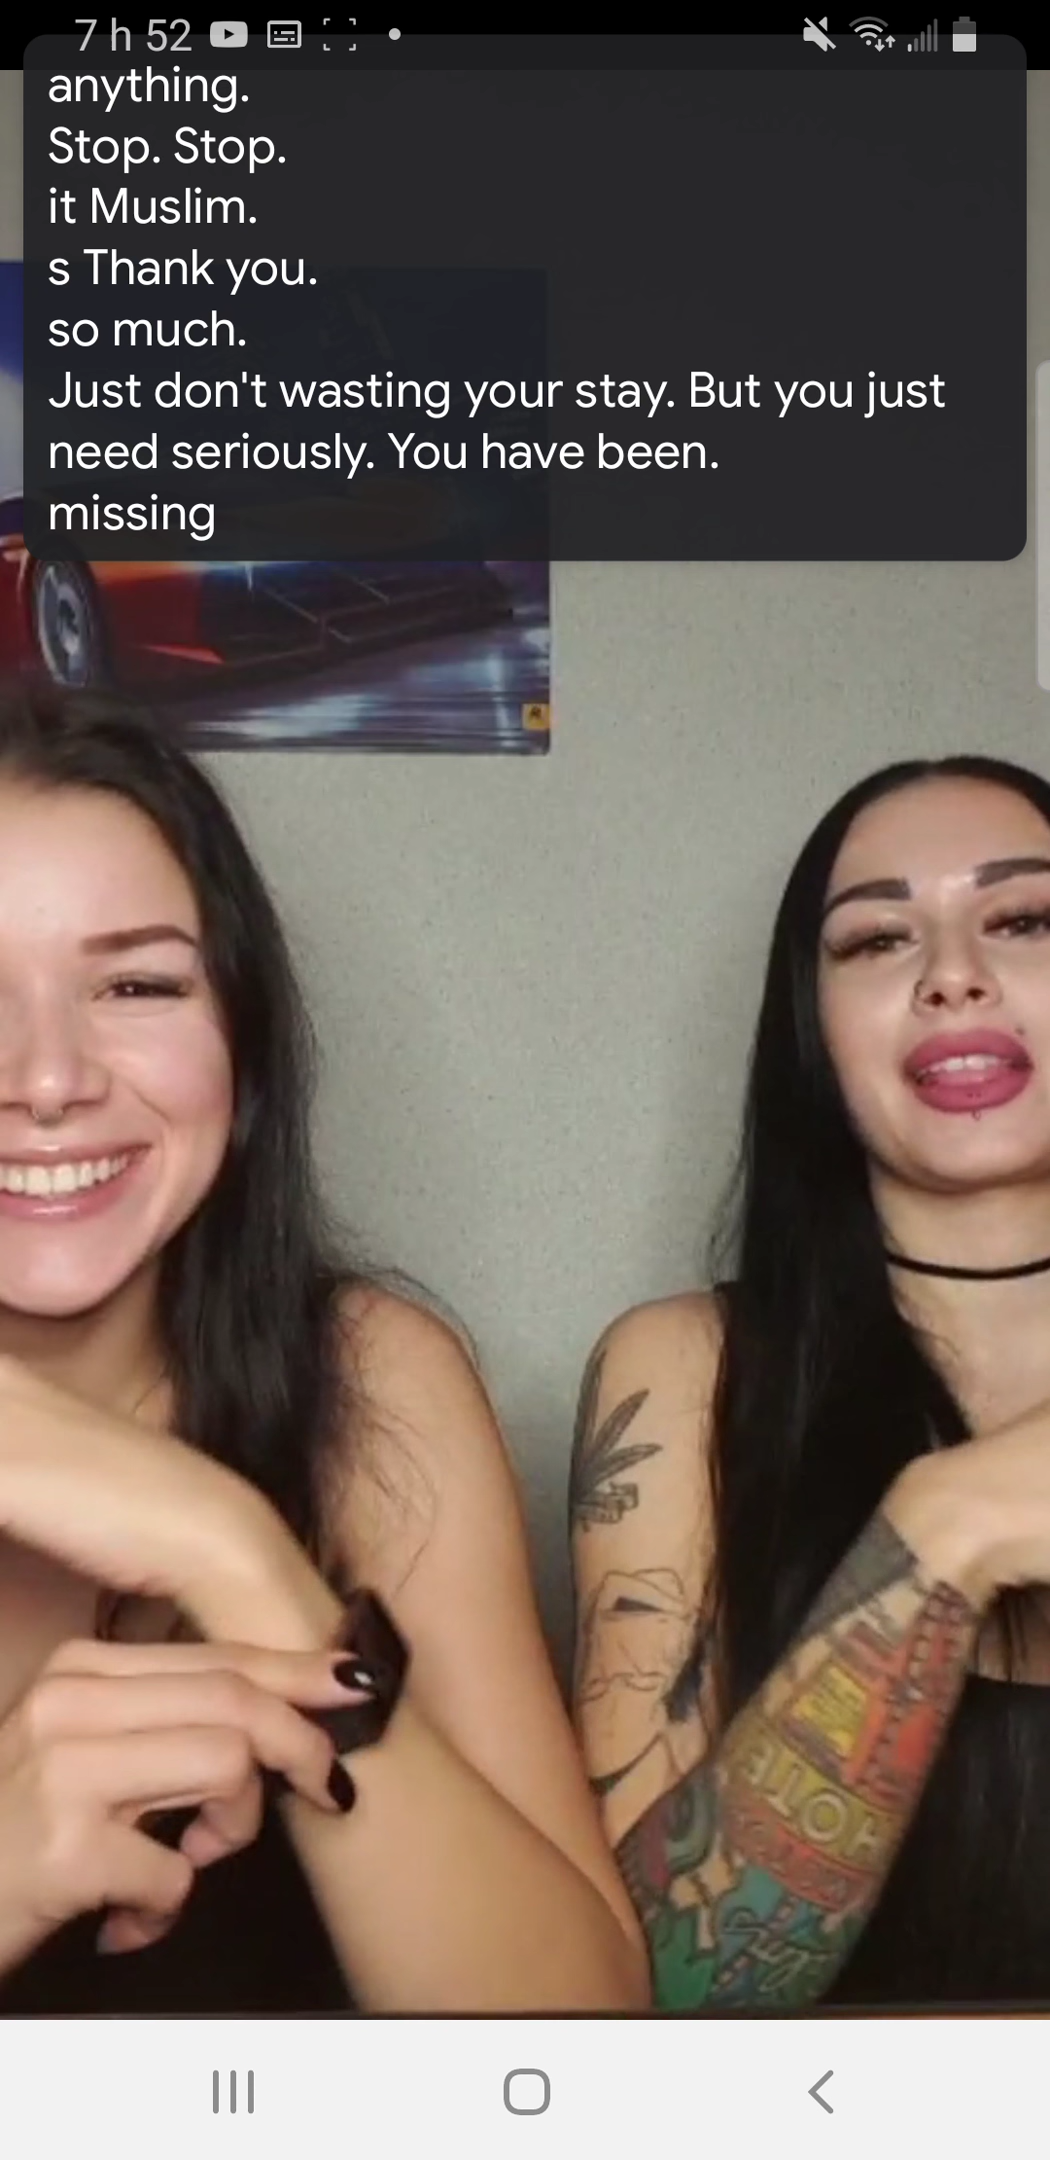 7 h 52
anything.
Stop. Stop.
it Muslim.
s Thank you.
so much.
Just don't wasting your stay. But you just
need seriously. You have been.
missing
R
HOTE